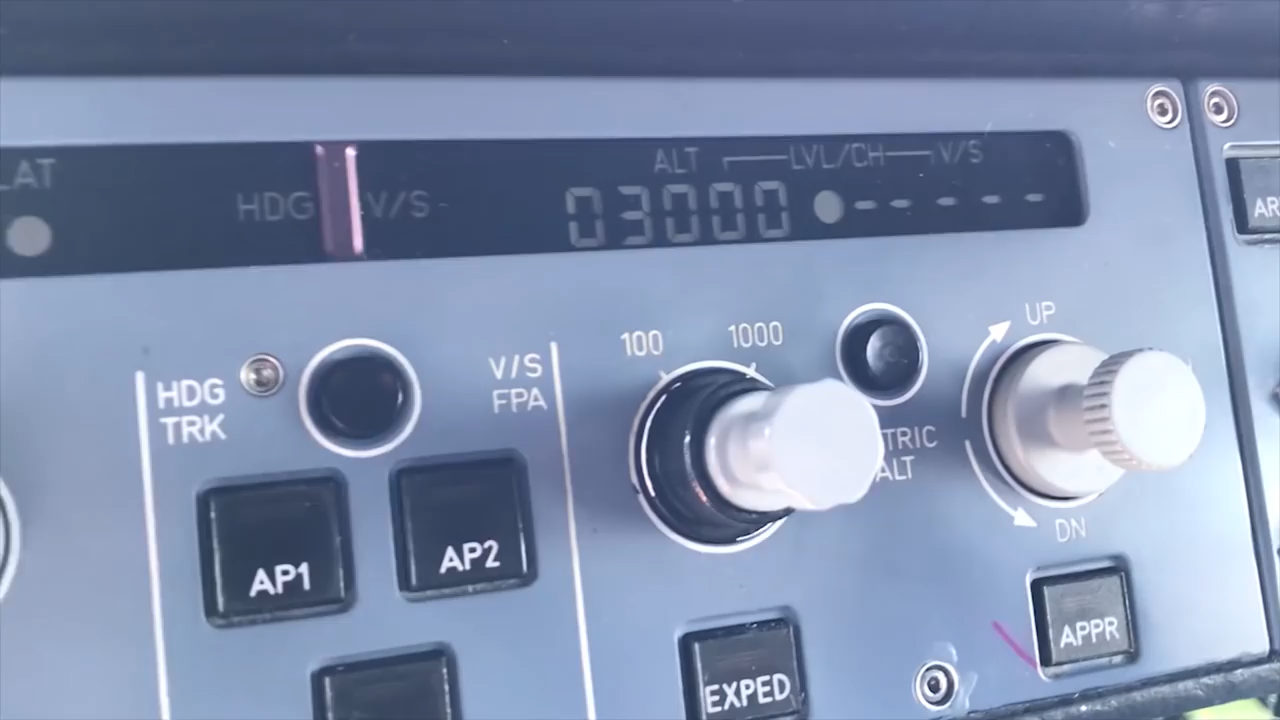 LAT
HDG V/S
ALT LVL/CH V/S
03000 - - - - -
HDG
TRK
V/S
FPA
100 1000
UP
TRIC
ALT
DN
AP1
AP2
EXPED
APPR
AR